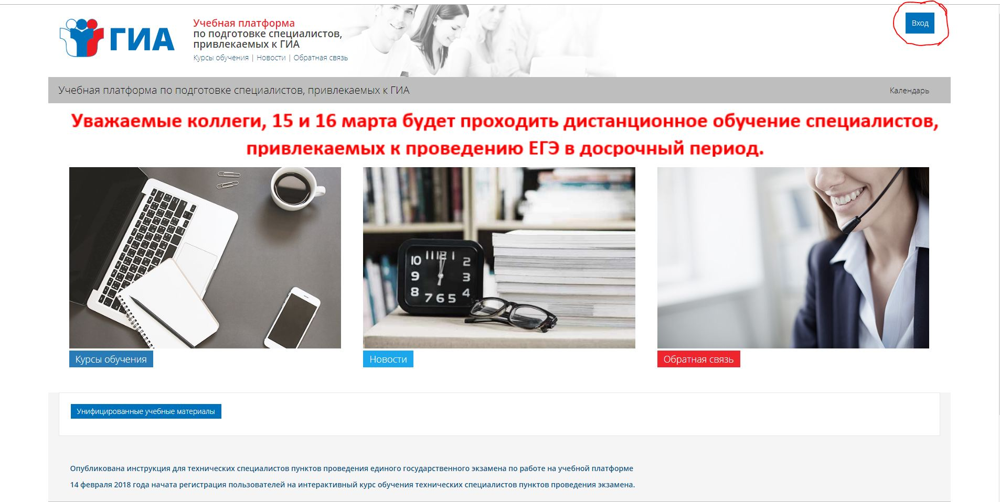 ГИА
Учебная платформа
по подготовке специалистов,
привлекаемых к ГИА
Курсы обучения | Новости | Обратная связь
Вход
Учебная платформа по подготовке специалистов, привлекаемых к ГИА
Календарь
Уважаемые коллеги, 15 и 16 марта будет проходить дистанционное обучение специалистов,
привлекаемых к проведению ЕГЭ в досрочный период.
10 11 12 1 2
9 3
8 7 6 5 4
Курсы обучения
Новости
Обратная связь
Унифицированные учебные материалы
Опубликована инструкция для технических специалистов пунктов проведения единого государственного экзамена по работе на учебной платформе
14 февраля 2018 года начата регистрация пользователей на интерактивный курс обучения технических специалистов пунктов проведения экзамена.